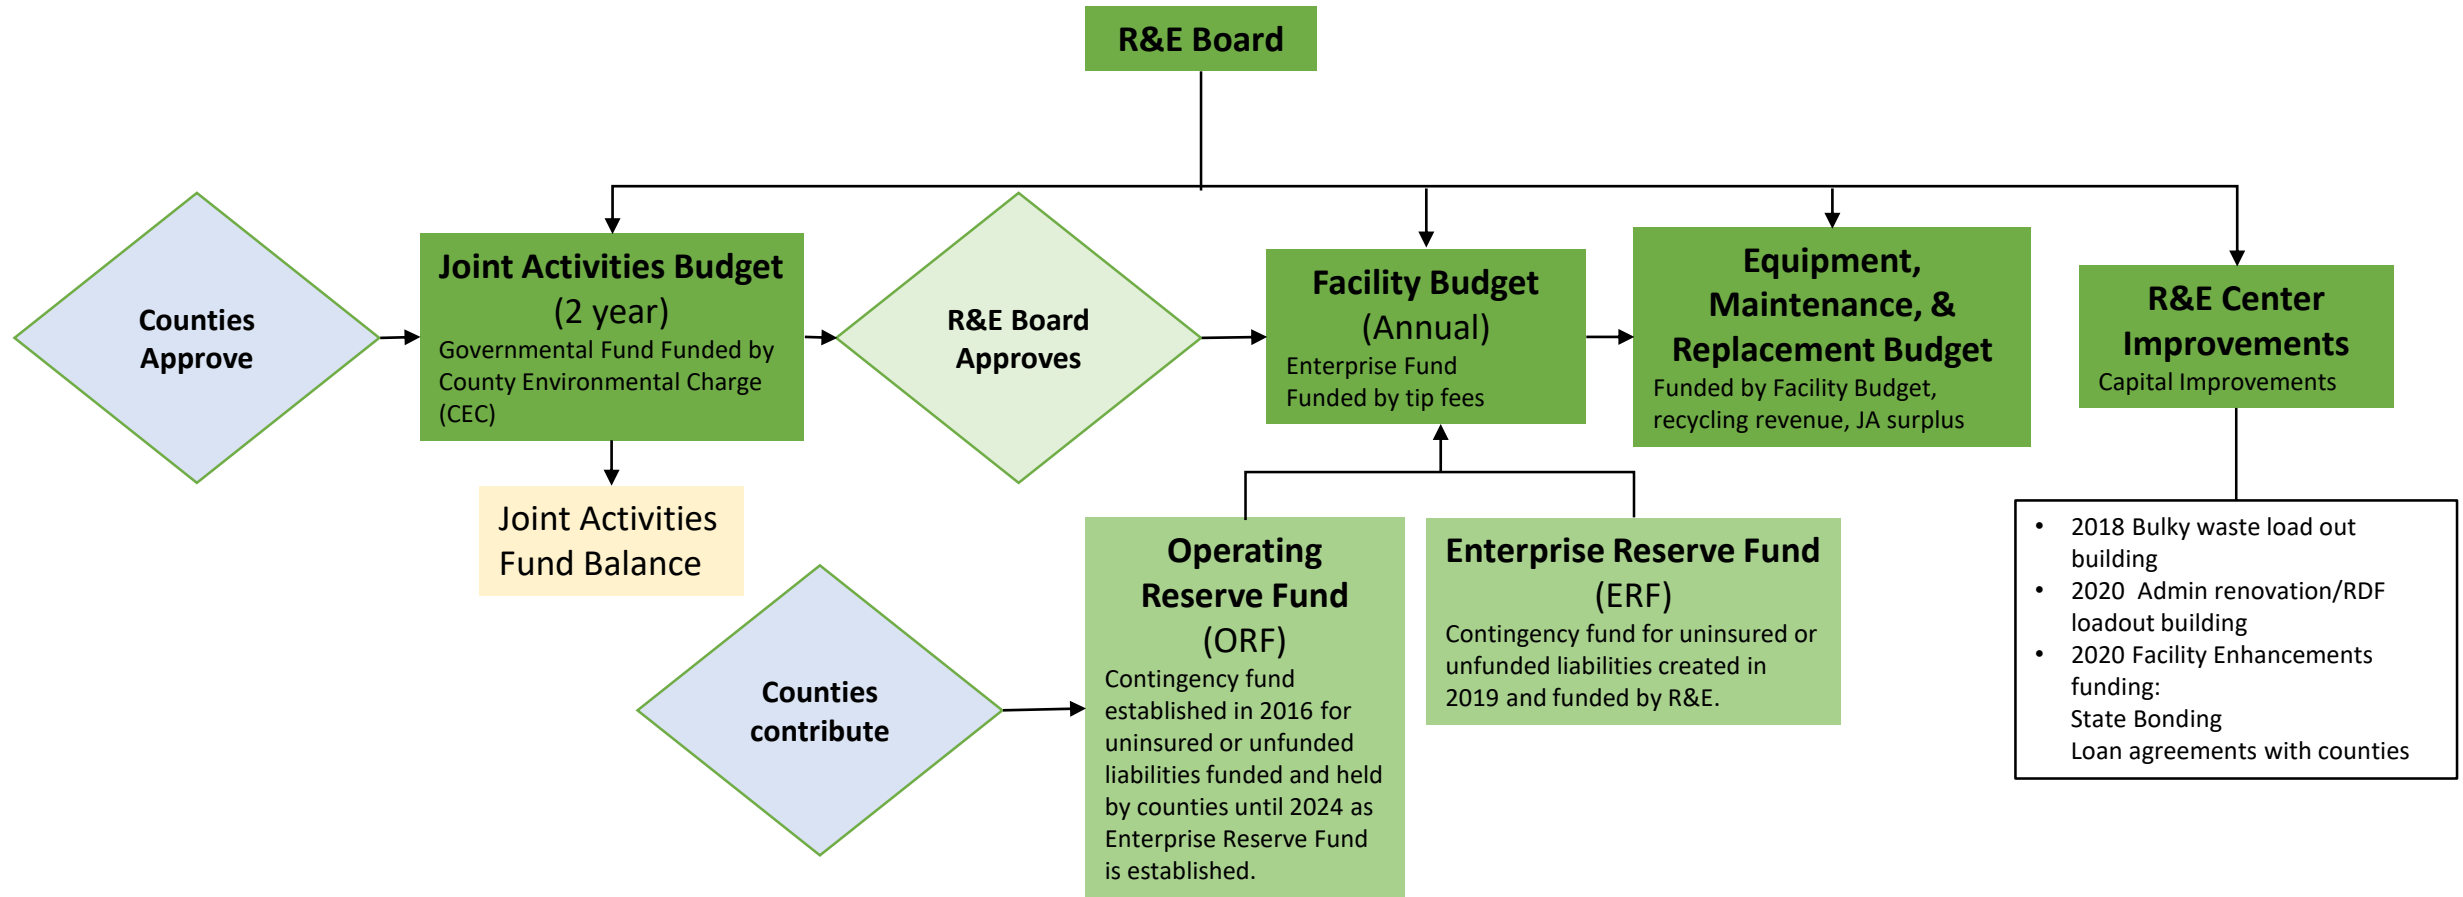 R&E Board
Counties
Approve
Joint Activities Budget
(2 year)
Governmental Fund Funded by
County Environmental Charge
(CEC)
R&E Board
Approves
Facility Budget
(Annual)
Enterprise Fund
Funded by tip fees
Equipment,
Maintenance, &
Replacement Budget
Funded by Facility Budget,
recycling revenue, JA surplus
R&E Center
Improvements
Capital Improvements
Joint Activities
Fund Balance
Counties
contribute
Operating
Reserve Fund
(ORF)
Contingency fund
established in 2016 for
uninsured or unfunded
liabilities funded and held
by counties until 2024 as
Enterprise Reserve Fund
is established.
Enterprise Reserve Fund
(ERF)
Contingency fund for uninsured or
unfunded liabilities created in
2019 and funded by R&E.
• 2018 Bulky waste load out
building
• 2020 Admin renovation/RDF
loadout building
• 2020 Facility Enhancements
funding:
State Bonding
Loan agreements with counties